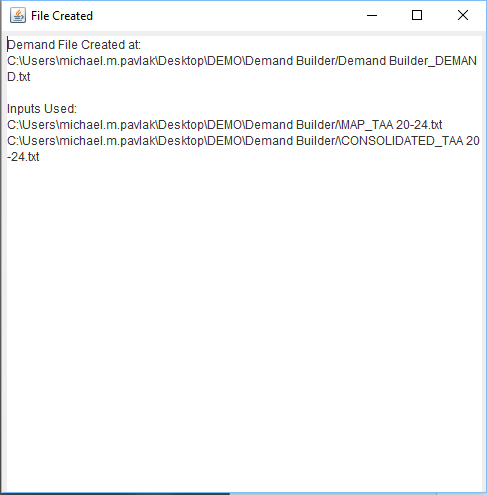 File Created
Demand File Created at:
C:\Users\michael.m.pavlak\Desktop\DEMO\Demand Builder/Demand Builder_DEMAN
D.txt
Inputs Used:
C:\Users\michael.m.pavlak\Desktop\DEMO\Demand Builder/\MAP_TAA 20-24.txt
C:\Users\michael.m.pavlak\Desktop\DEMO\Demand Builder/\CONSOLIDATED_TAA 20
-24.txt